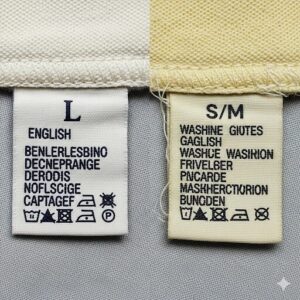 L
ENGLISH
BENLERLESBINO
DECNEPRANGE
DERODIS
NOFLSCIGE
CAPTAGEF
P
S/M
WASHINE GIUTES
GAGLISH
WASHCE WASIHION
FRIVELBER
PNCARDE
MASKHERCTIORION
BUNGDEN